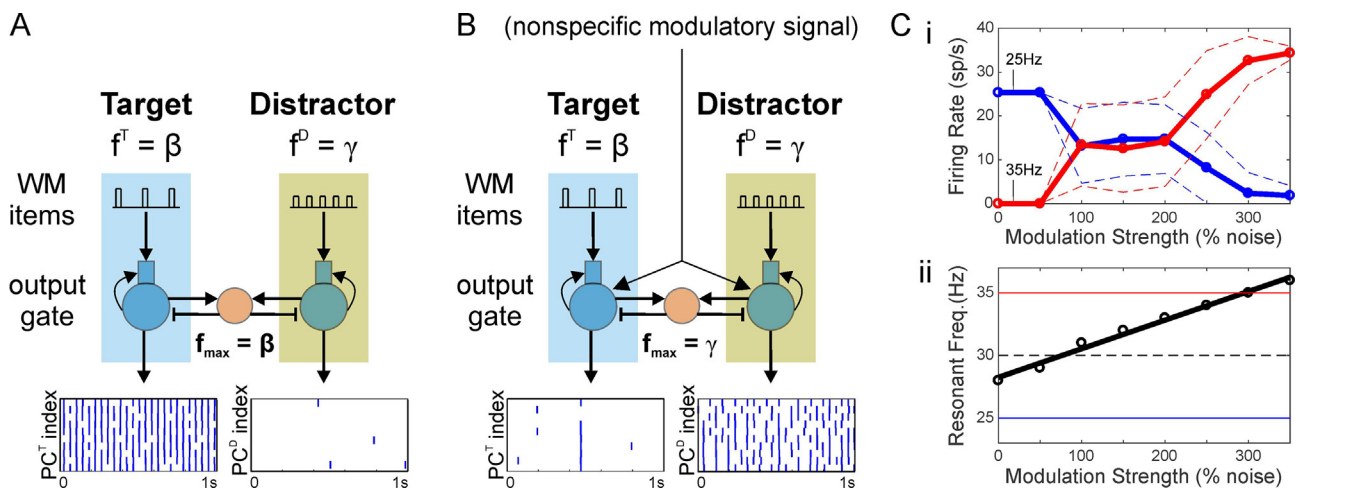 A
Target
Distractor
f^T = β
f^D = γ
WM
items
output
gate
f_max = β
PC^T index
PC^D index
0
1s
0
1s
B
(nonspecific modulatory signal)
Target
Distractor
f^T = β
f^D = γ
WM
items
output
gate
f_max = γ
PC^T index
PC^D index
0
1s
0
1s
C
i
Firing Rate (sp/s)
40
30
20
10
0
25Hz
35Hz
0
100
200
300
Modulation Strength (% noise)
ii
Resonant Freq.(Hz)
35
30
25
0
100
200
300
Modulation Strength (% noise)